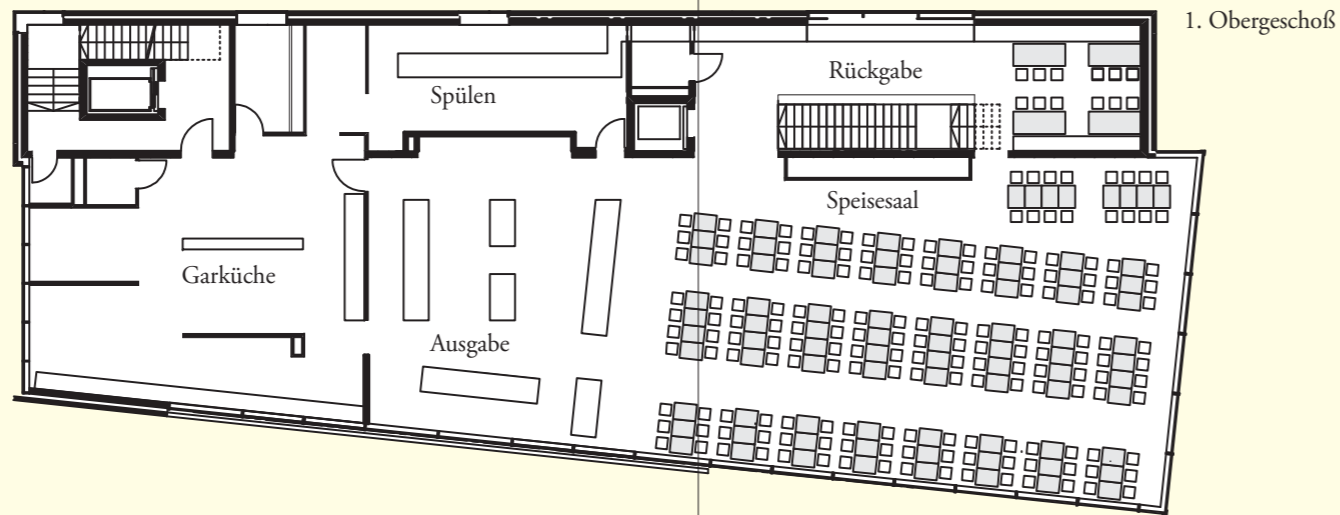 1. Obergeschoß
Rückgabe
Spülen
Speisesaal
Garküche
Ausgabe